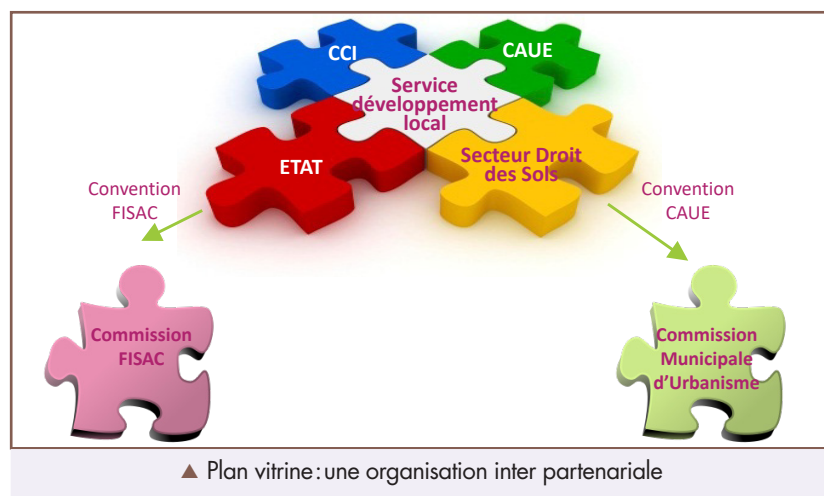 CCI
CAUE
Service
développement
local
ETAT
Secteur Droit
des Sols
Convention
FISAC
Convention
CAUE
Commission
FISAC
Commission
Municipale
d’Urbanisme
▲ Plan vitrine : une organisation inter partenariale